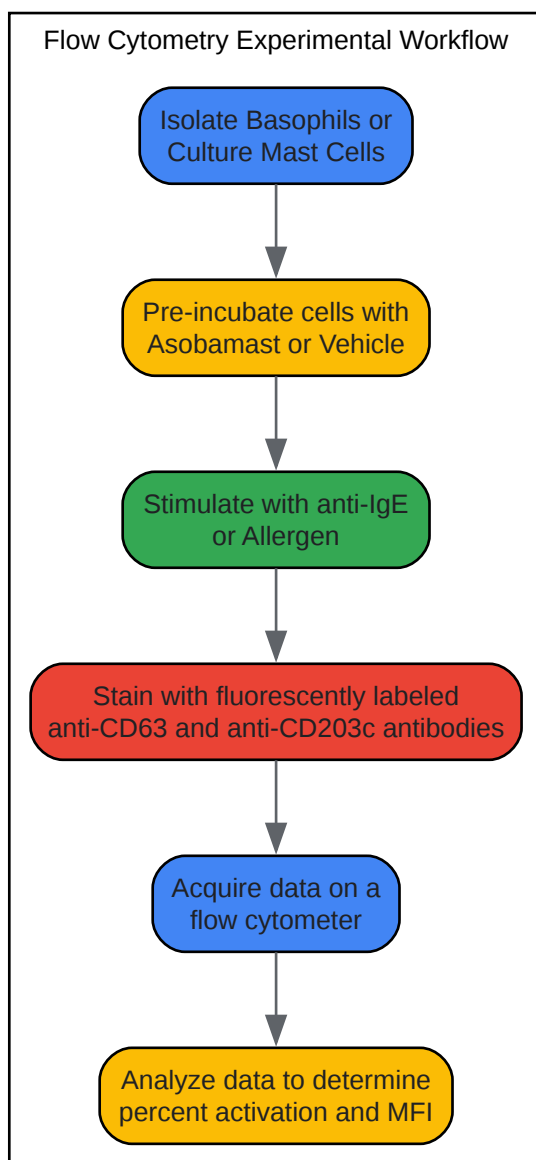 Flow Cytometry Experimental Workflow
Isolate Basophils or
Culture Mast Cells
Pre-incubate cells with
Asobamast or Vehicle
Stimulate with anti-IgE
or Allergen
Stain with fluorescently labeled
anti-CD63 and anti-CD203c antibodies
Acquire data on a
flow cytometer
Analyze data to determine
percent activation and MFI